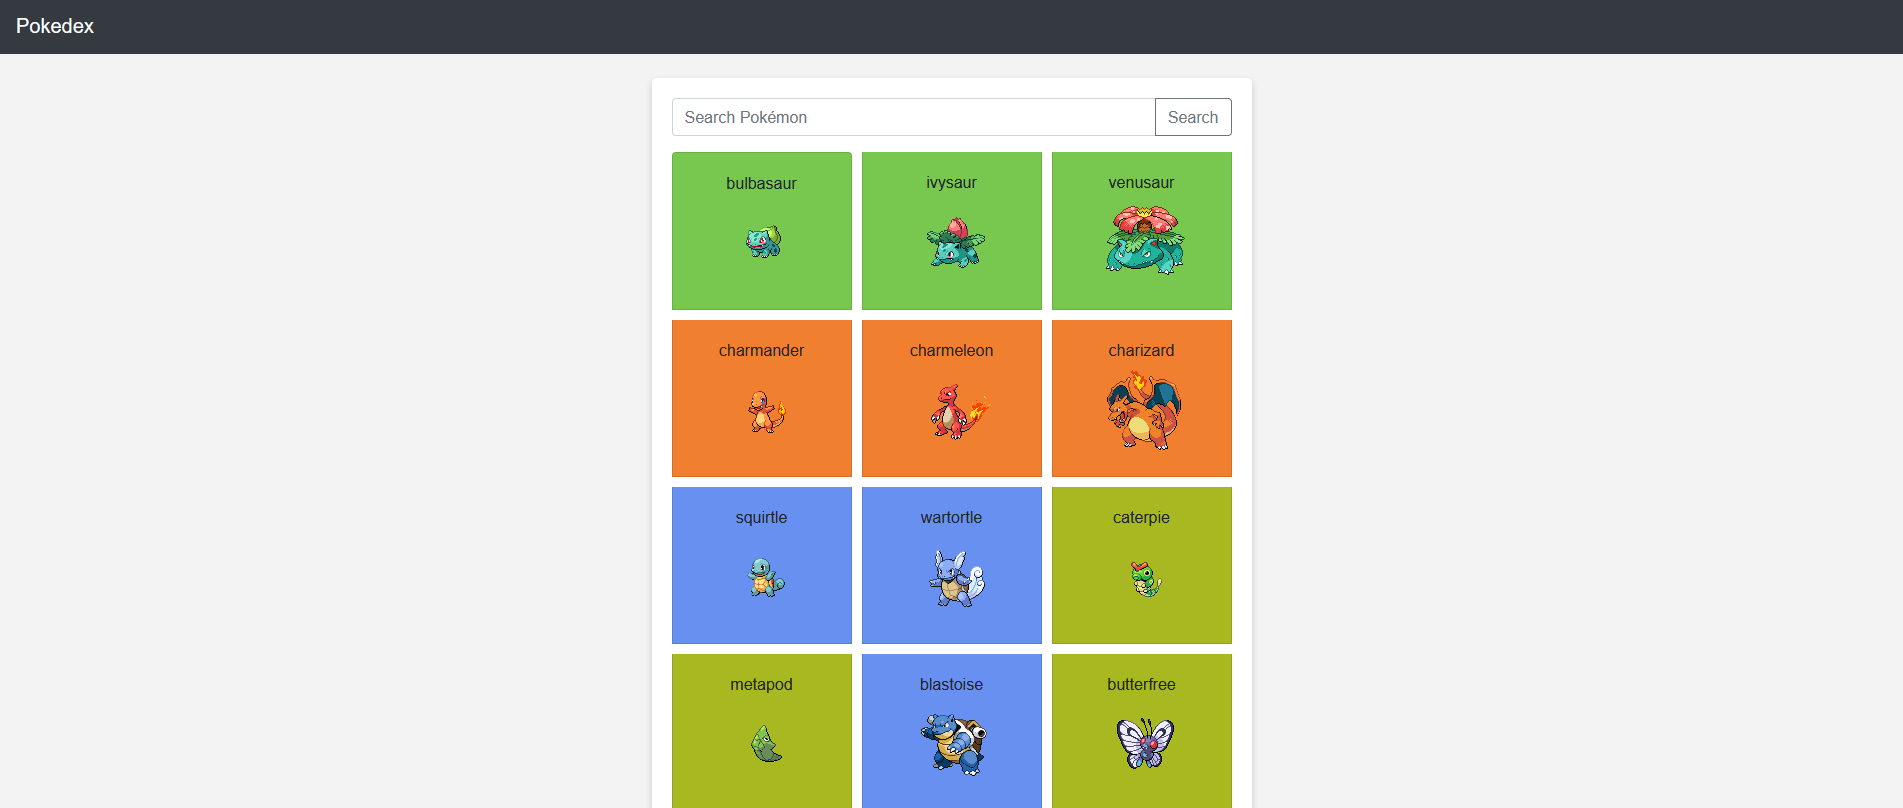 Pokedex
Search Pokémon Search
bulbasaur ivysaur venusaur
charmander charmeleon charizard
squirtle wartortle caterpie
metapod blastoise butterfree